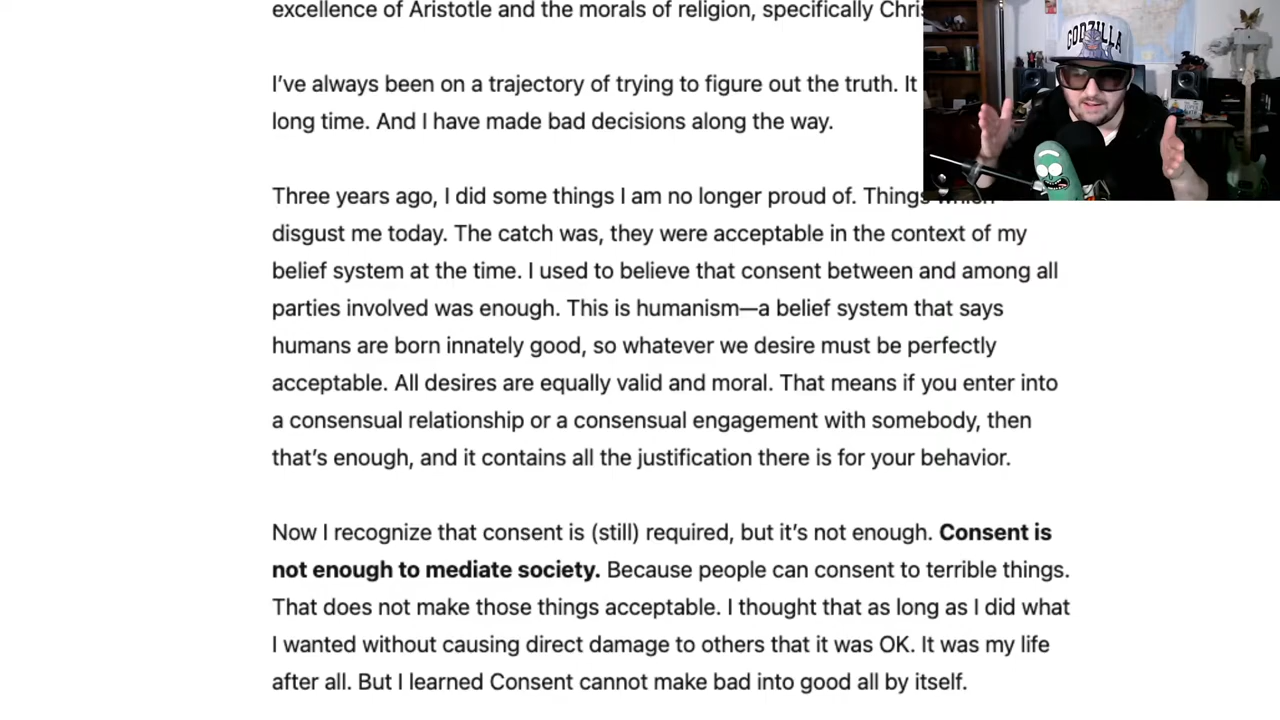 excellence of Aristotle and the morals of religion, specifically
GODZILLA
I've always been on a trajectory of trying to figure out the truth. It
long time. And I have made bad decisions along the way.
Three years ago, I did some things I am no longer proud of. Things which
disgust me today. The catch was, they were acceptable in the context of my
belief system at the time. I used to believe that consent between and among all
parties involved was enough. This is humanism—a belief system that says
humans are born innately good, so whatever we desire must be perfectly
acceptable. All desires are equally valid and moral. That means if you enter into
a consensual relationship or a consensual engagement with somebody, then
that's enough, and it contains all the justification there is for your behavior.
Now I recognize that consent is (still) required, but it's not enough. Consent is
not enough to mediate society. Because people can consent to terrible things.
That does not make those things acceptable. I thought that as long as I did what
I wanted without causing direct damage to others that it was OK. It was my life
after all. But I learned Consent cannot make bad into good all by itself.